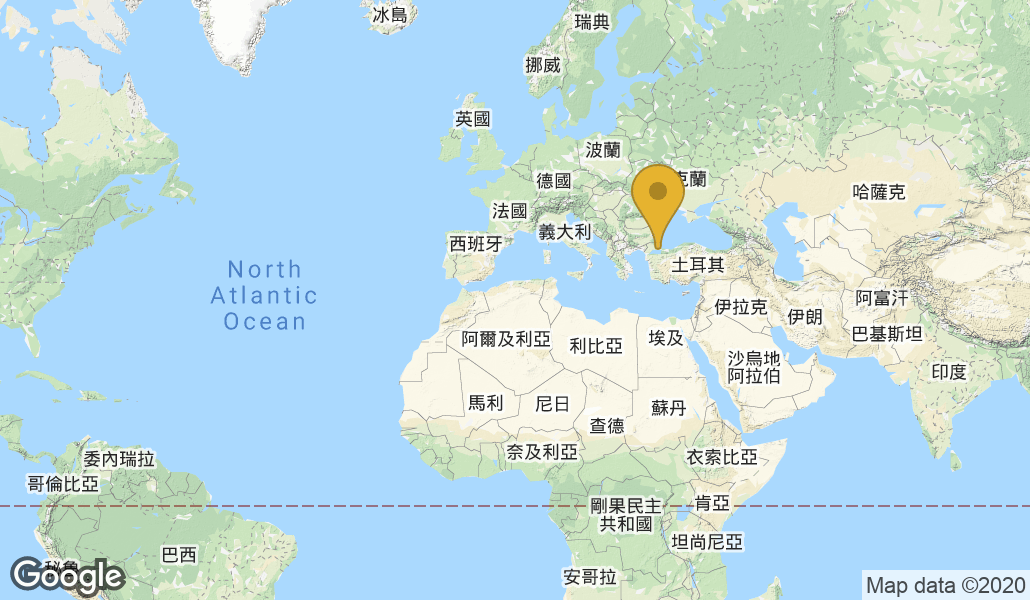 冰島
瑞典
挪威
英國
波蘭
德國
克蘭
哈薩克
法國
義大利
西班牙
土耳其
North
Atlantic
Ocean
伊拉克
伊朗
阿富汗
巴基斯坦
阿爾及利亞
利比亞
埃及
沙烏地
阿拉伯
印度
馬利
尼日
查德
蘇丹
奈及利亞
衣索比亞
委內瑞拉
哥倫比亞
剛果民主
共和國
肯亞
坦尚尼亞
巴西
秘魯
安哥拉
Google
Map data ©2020